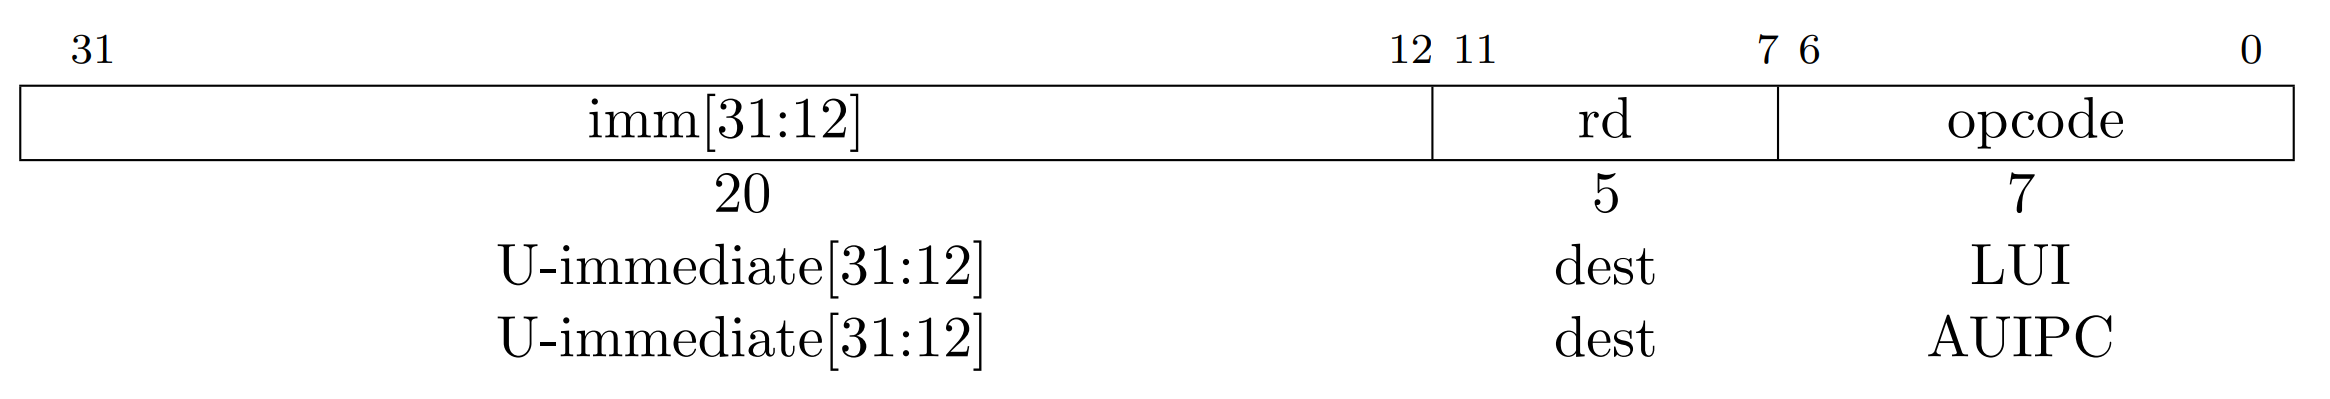 31 12 11 7 6 0
imm[31:12] rd opcode
20 5 7
U-immediate[31:12] dest LUI
U-immediate[31:12] dest AUIPC